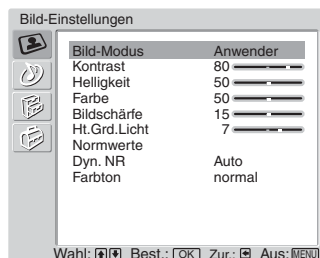 Bild-Einstellungen
Bild-Modus Anwender
Kontrast 80
Helligkeit 50
Farbe 50
Bildschärfe 15
Ht.Grd.Licht 7
Normwerte
Dyn. NR Auto
Farbton normal
Wahl: Best.: OK Zur.: Aus: MENU